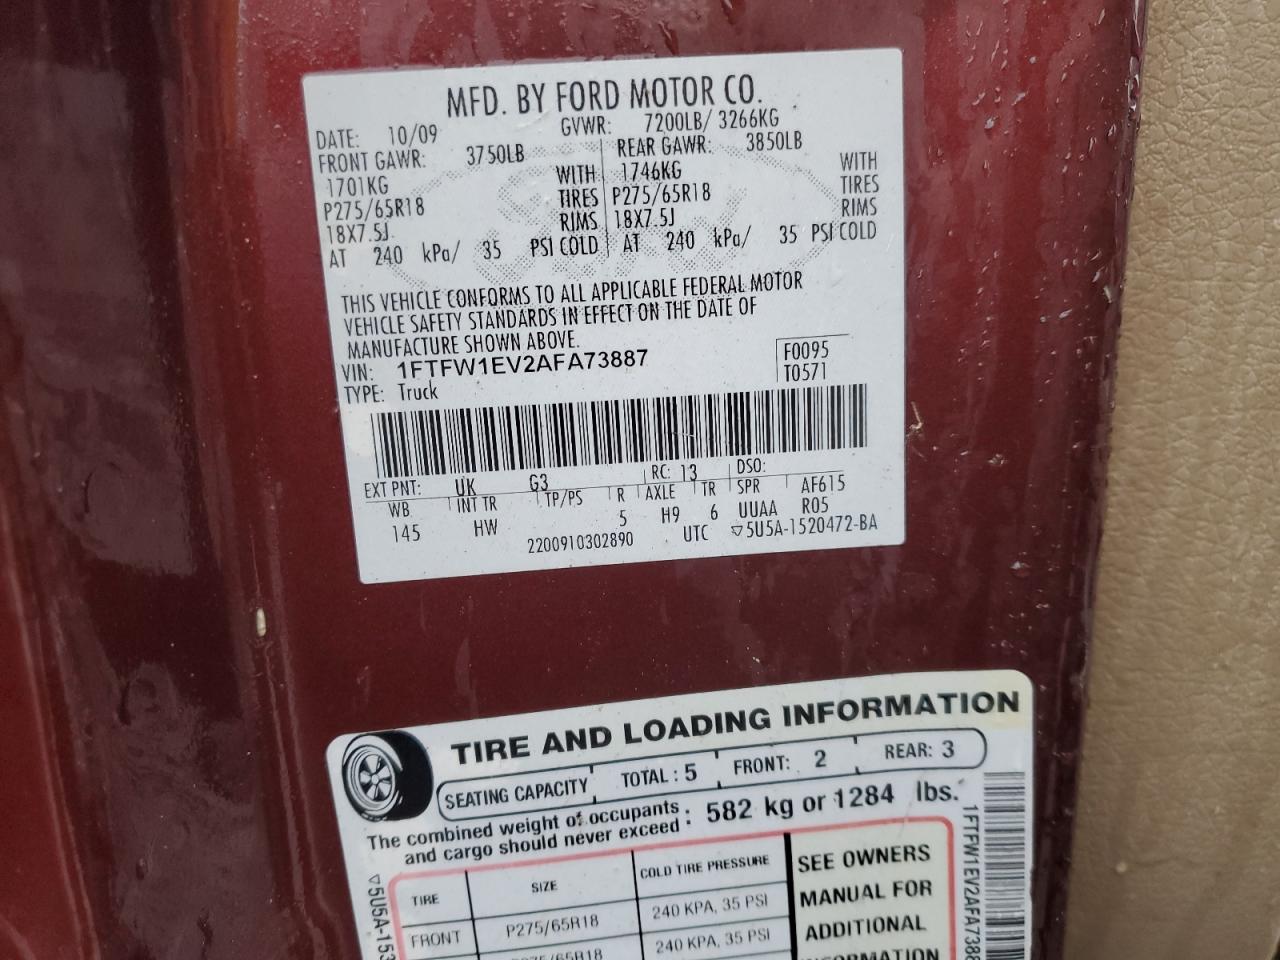 MFD. BY FORD MOTOR CO.
DATE: 10/09 GVWR: 7200LB/ 3266KG
FRONT GAWR: 3750LB REAR GAWR: 3850LB
1701KG WITH 1746KG WITH
P275/65R18 TIRES P275/65R18 TIRES
18X7.5J RIMS 18X7.5J RIMS
AT 240 kPa/ 35 PSI COLD AT 240 kPa/ 35 PSI COLD
THIS VEHICLE CONFORMS TO ALL APPLICABLE FEDERAL MOTOR
VEHICLE SAFETY STANDARDS IN EFFECT ON THE DATE OF
MANUFACTURE SHOWN ABOVE.
VIN: 1FTFW1EV2AFA73887 F0095
TYPE: Truck T0571
EXT PNT: UK G3 RC: 13 DSO:
WB INT TR TP/PS R AXLE TR SPR AF615
145 HW 5 H9 6 UUAA R05
2200910302890 UTC ▽5U5A-1520472-BA
TIRE AND LOADING INFORMATION
SEATING CAPACITY TOTAL: 5 FRONT: 2 REAR: 3
The combined weight of occupants
and cargo should never exceed : 582 kg or 1284 lbs.
TIRE SIZE COLD TIRE PRESSURE SEE OWNERS
FRONT P275/65R18 240 KPA, 35 PSI MANUAL FOR
240 KPA, 35 PSI ADDITIONAL
▽5U5A-153
1FTFW1EV2AFA7388